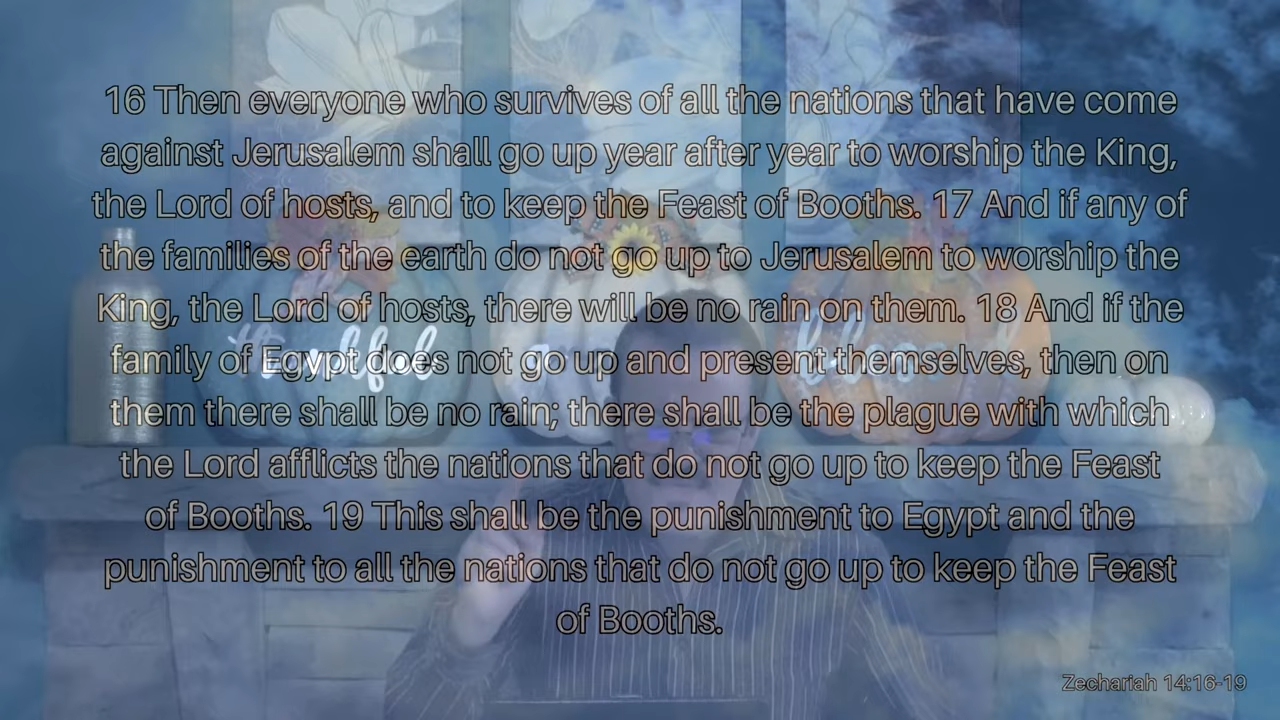 16 Then everyone who survives of all the nations that have come
against Jerusalem shall go up year after year to worship the King,
the Lord of hosts, and to keep the Feast of Booths. 17 And if any of
the families of the earth do not go up to Jerusalem to worship the
King, the Lord of hosts, there will be no rain on them. 18 And if the
family of Egypt does not go up and present themselves, then on
them there shall be no rain; there shall be the plague with which
the Lord afflicts the nations that do not go up to keep the Feast
of Booths. 19 This shall be the punishment to Egypt and the
punishment to all the nations that do not go up to keep the Feast
of Booths.
Zechariah 14:16-19